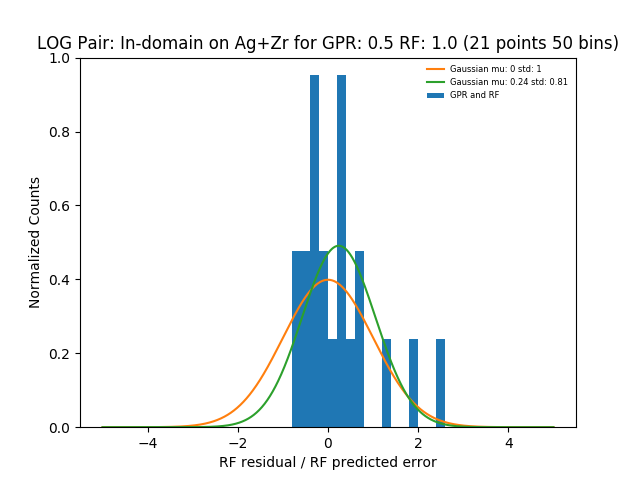 LOG Pair: In-domain on Ag+Zr for GPR: 0.5 RF: 1.0 (21 points 50 bins)
Gaussian mu: 0 std: 1
Gaussian mu: 0.24 std: 0.81
GPR and RF
1.0
0.8
0.6
0.4
0.2
0.0
Normalized Counts
−4
−2
0
2
4
RF residual / RF predicted error